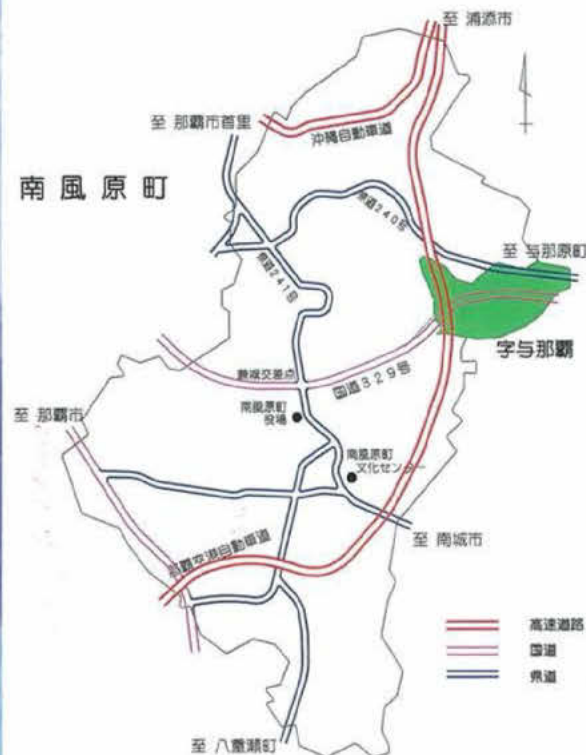 至 浦添市
至 那覇市首里
沖縄自動車道
南風原町
県道240号
至 与那原町
県道241号
字与那覇
兼城交差点
国道329号
至 那覇市
南風原町
役場
南風原町
文化センター
至 南城市
那覇空港自動車道
高速道路
国道
県道
至 八重瀬町